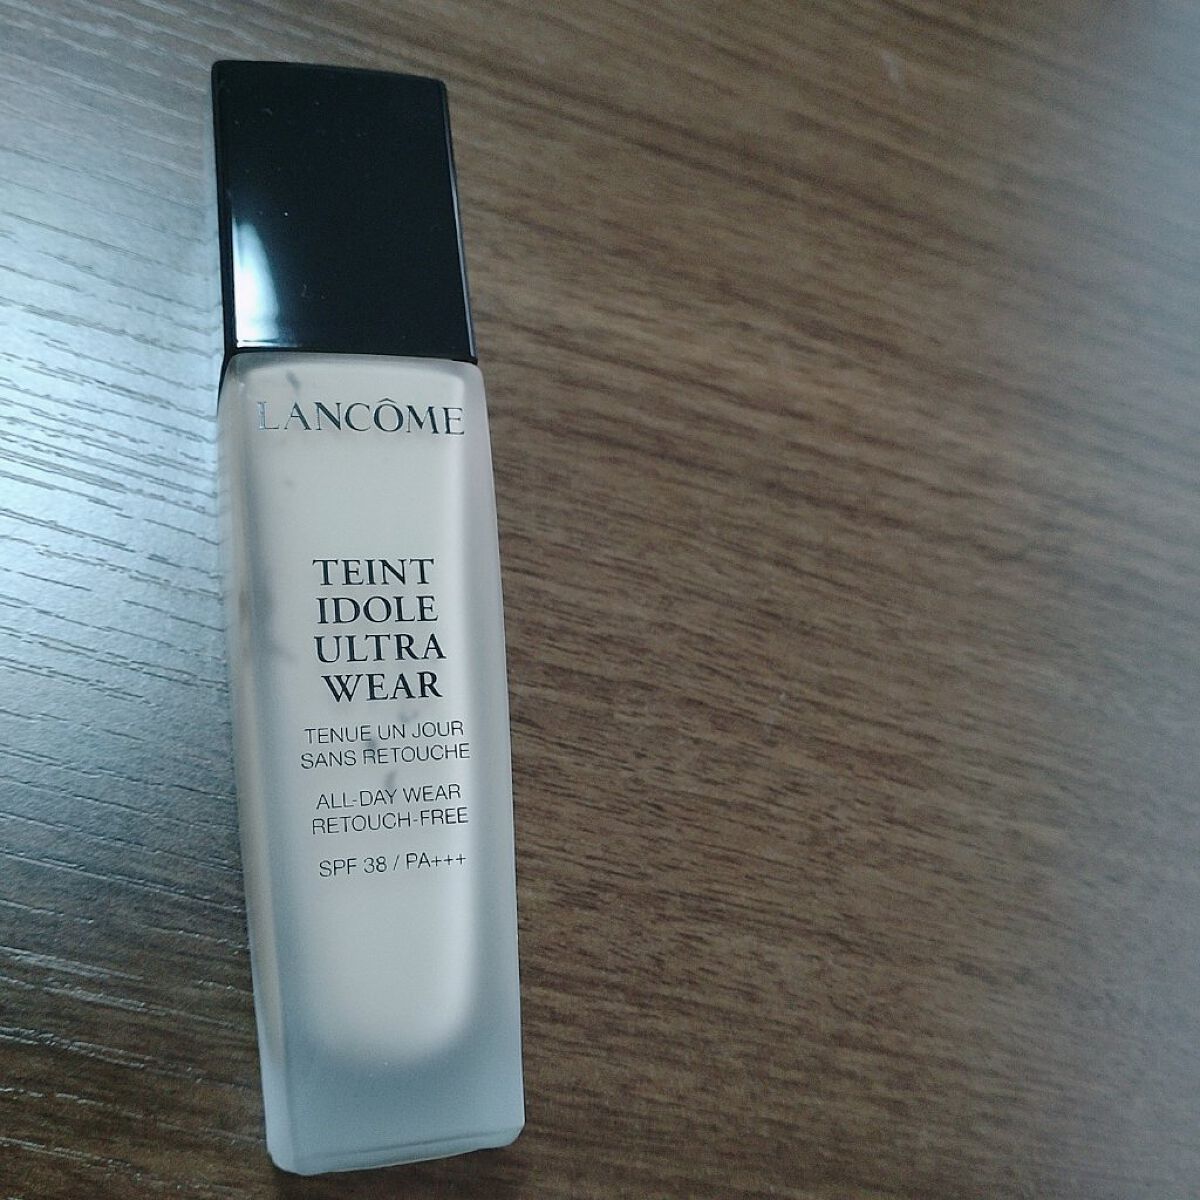 LANCÔME
TEINT
IDOLE
ULTRA
WEAR
TENUE UN JOUR
SANS RETOUCHE
ALL-DAY WEAR
RETOUCH-FREE
SPF 38 / PA+++